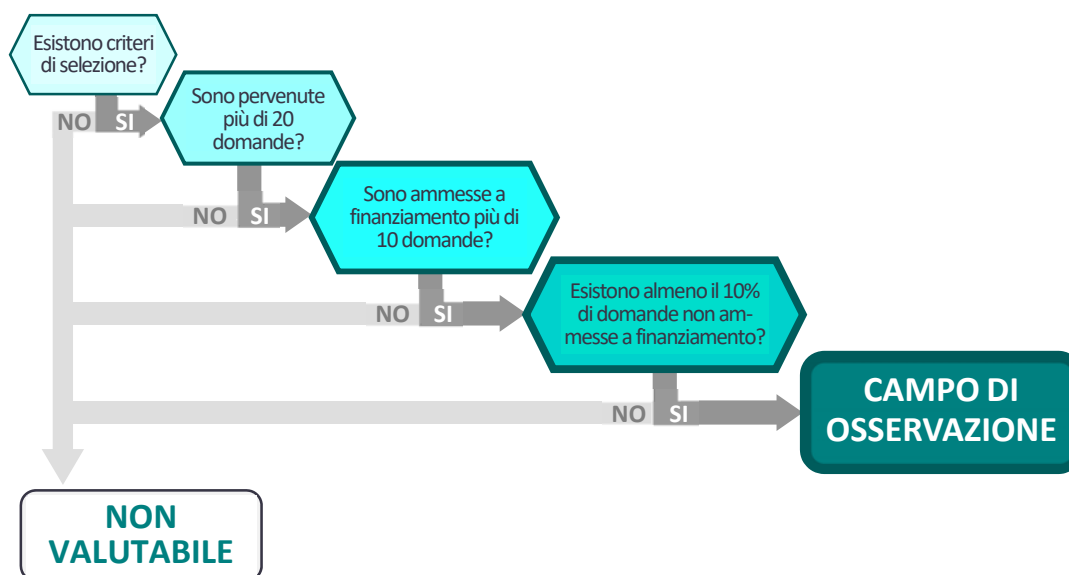 Esistono criteri
di selezione?
NO SI
Sono pervenute
più di 20
domande?
NO SI
Sono ammesse a
finanziamento più di
10 domande?
NO SI
Esistono almeno il 10%
di domande non am-
messe a finanziamento?
NO SI
CAMPO DI
OSSERVAZIONE
NON
VALUTABILE